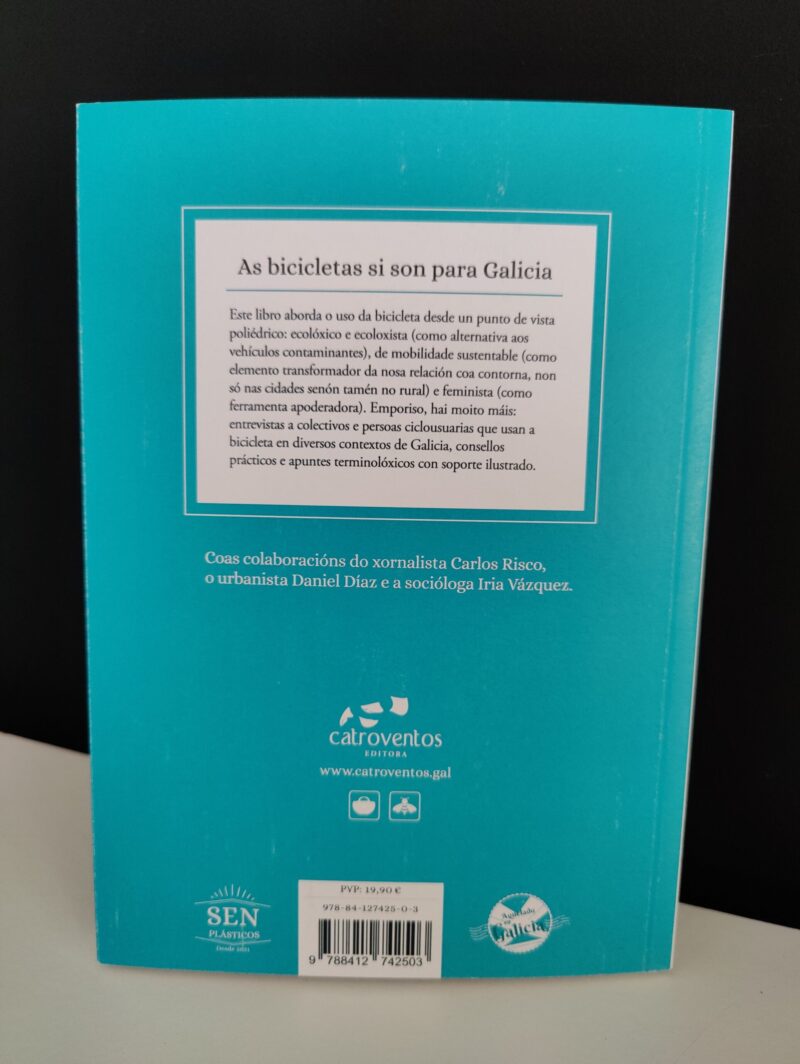 As bicicletas si son para Galicia
Este libro aborda o uso da bicicleta desde un punto de vista
poliédrico: ecolóxico e ecoloxista (como alternativa aos
vehículos contaminantes), de mobilidade sustentable (como
elemento transformador da nosa relación coa contorna, non
só nas cidades senón tamén no rural) e feminista (como
ferramenta apoderadora). Emporiso, hai moito máis:
entrevistas a colectivos e persoas ciclousuarias que usan a
bicicleta en diversos contextos de Galicia, consellos
prácticos e apuntes terminolóxicos con soporte ilustrado.
Coas colaboracións do xornalista Carlos Risco,
o urbanista Daniel Díaz e a socióloga Iria Vázquez.
catroventos
EDITORA
www.catroventos.gal
SEN
PLÁSTICOS
Desde 2021
PVP: 19,90 €
978-84-127425-0-3
9 788412 742503
Galicia